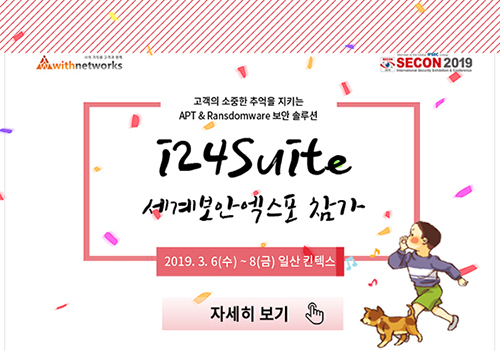 withnetworks
SECON 2019
International Security Exhibition & Conference
고객의 소중한 추억을 지키는
APT & Ransdomware 보안 솔루션
i24Suite
세계보안엑스포 참가
2019. 3. 6(수) ~ 8(금) 일산 킨텍스
자세히 보기